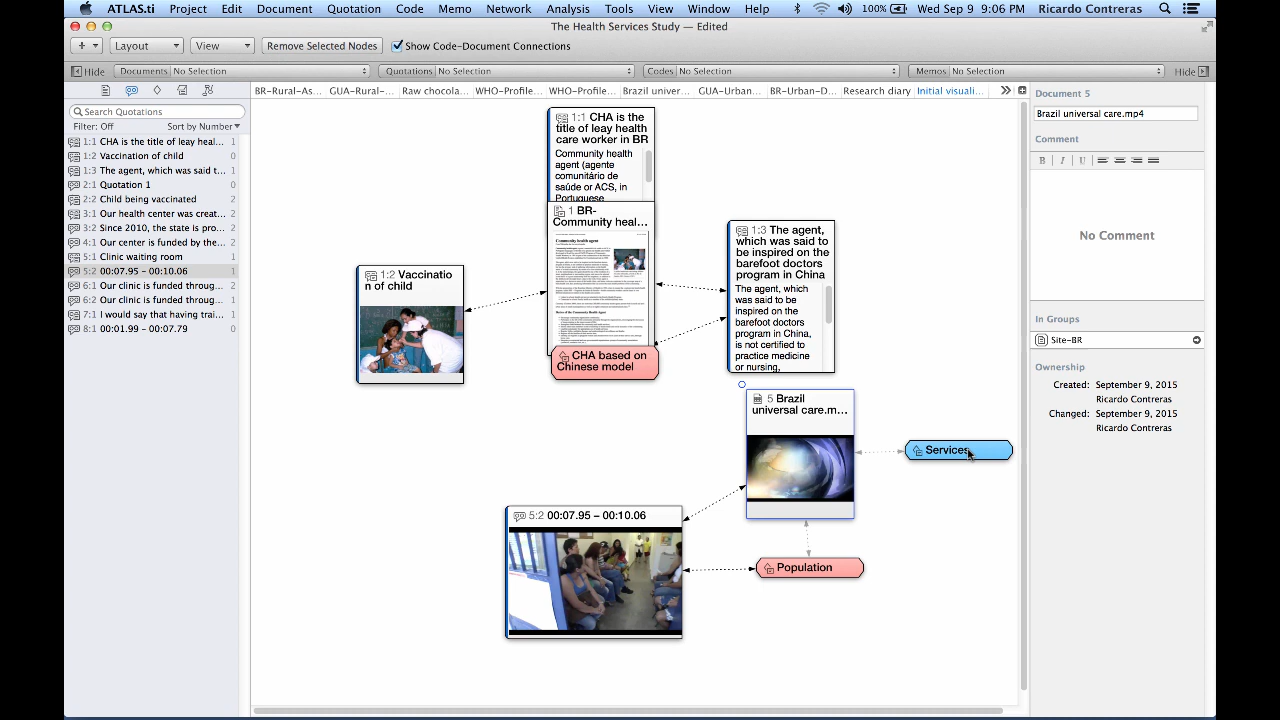 ATLAS.ti Project Edit Document Quotation Code Memo Network Analysis Tools View Window Help 100% Wed Sep 9 9:06 PM Ricardo Contreras
The Health Services Study — Edited
+ Layout View Remove Selected Nodes Show Code-Document Connections
Hide Documents No Selection Quotations No Selection Codes No Selection Memos No Selection Hide
BR-Rural-As... GUA-Rural-... Raw chocola... WHO-Profile... WHO-Profile... Brazil univer... GUA-Urban... BR-Urban-D... Research diary Initial visuali...
Search Quotations
Filter: Off Sort by Number
1:1 CHA is the title of leay heal... 1
1:2 Vaccination of child 0
1:3 The agent, which was said t... 1
2:1 Quotation 1 0
2:2 Child being vaccinated 0
3:1 Our health center was creat... 2
3:2 Since 2010, the state is pro... 2
4:1 Our center is funded by the... 2
5:1 Clinic waiting room 1
5:2 00:07.95 – 00:10.06 1
6:1 Our clinic is funded by muni... 2
6:2 Our clinic is funded throug... 1
7:1 I would say that having trai... 1
8:1 00:01.99 – 00:07.79 0
1:1 CHA is the
title of leay health
care worker in BR
Community health
agent (agente
comunitário de
saúde or ACS, in
Portuguese
1 BR-
Community heal...
Community health agent
1:2 Vaccinatio
n of child
CHA based on
Chinese model
1:3 The agent,
which was said to
be inspired on the
barefoot doctors
program in China
The agent, which
was said to be
inspired on the
barefoot doctors
program in China,
is not certified to
practice medicine
or nursing,
5 Brazil
universal care.m...
Services
5:2 00:07.95 – 00:10.06
Population
Document 5
Brazil universal care.mp4
Comment
B I U
No Comment
In Groups
Site-BR
Ownership
Created: September 9, 2015
Ricardo Contreras
Changed: September 9, 2015
Ricardo Contreras